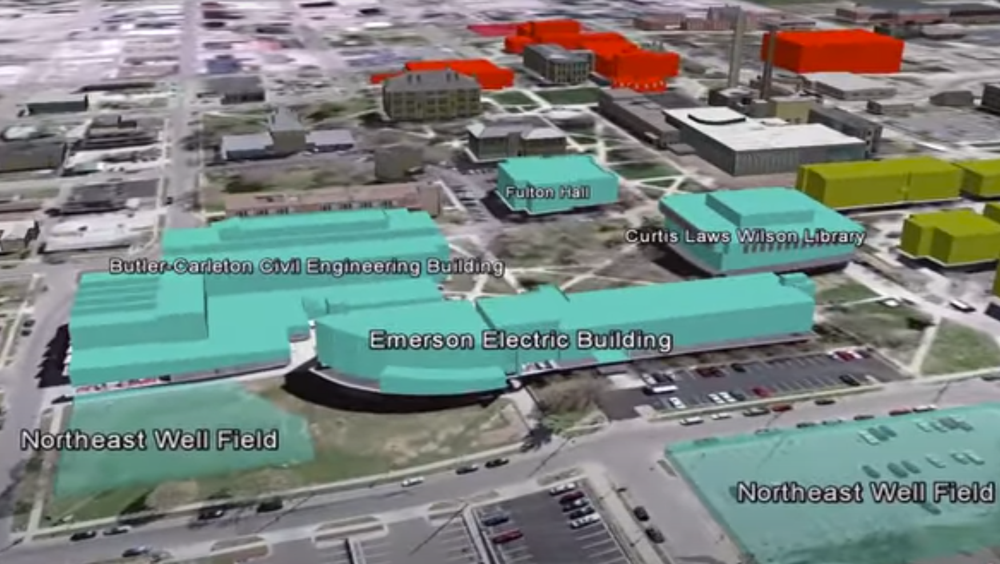 Fulton Hall
Curtis Laws Wilson Library
Butler-Carleton Civil Engineering Building
Emerson Electric Building
Northeast Well Field
Northeast Well Field